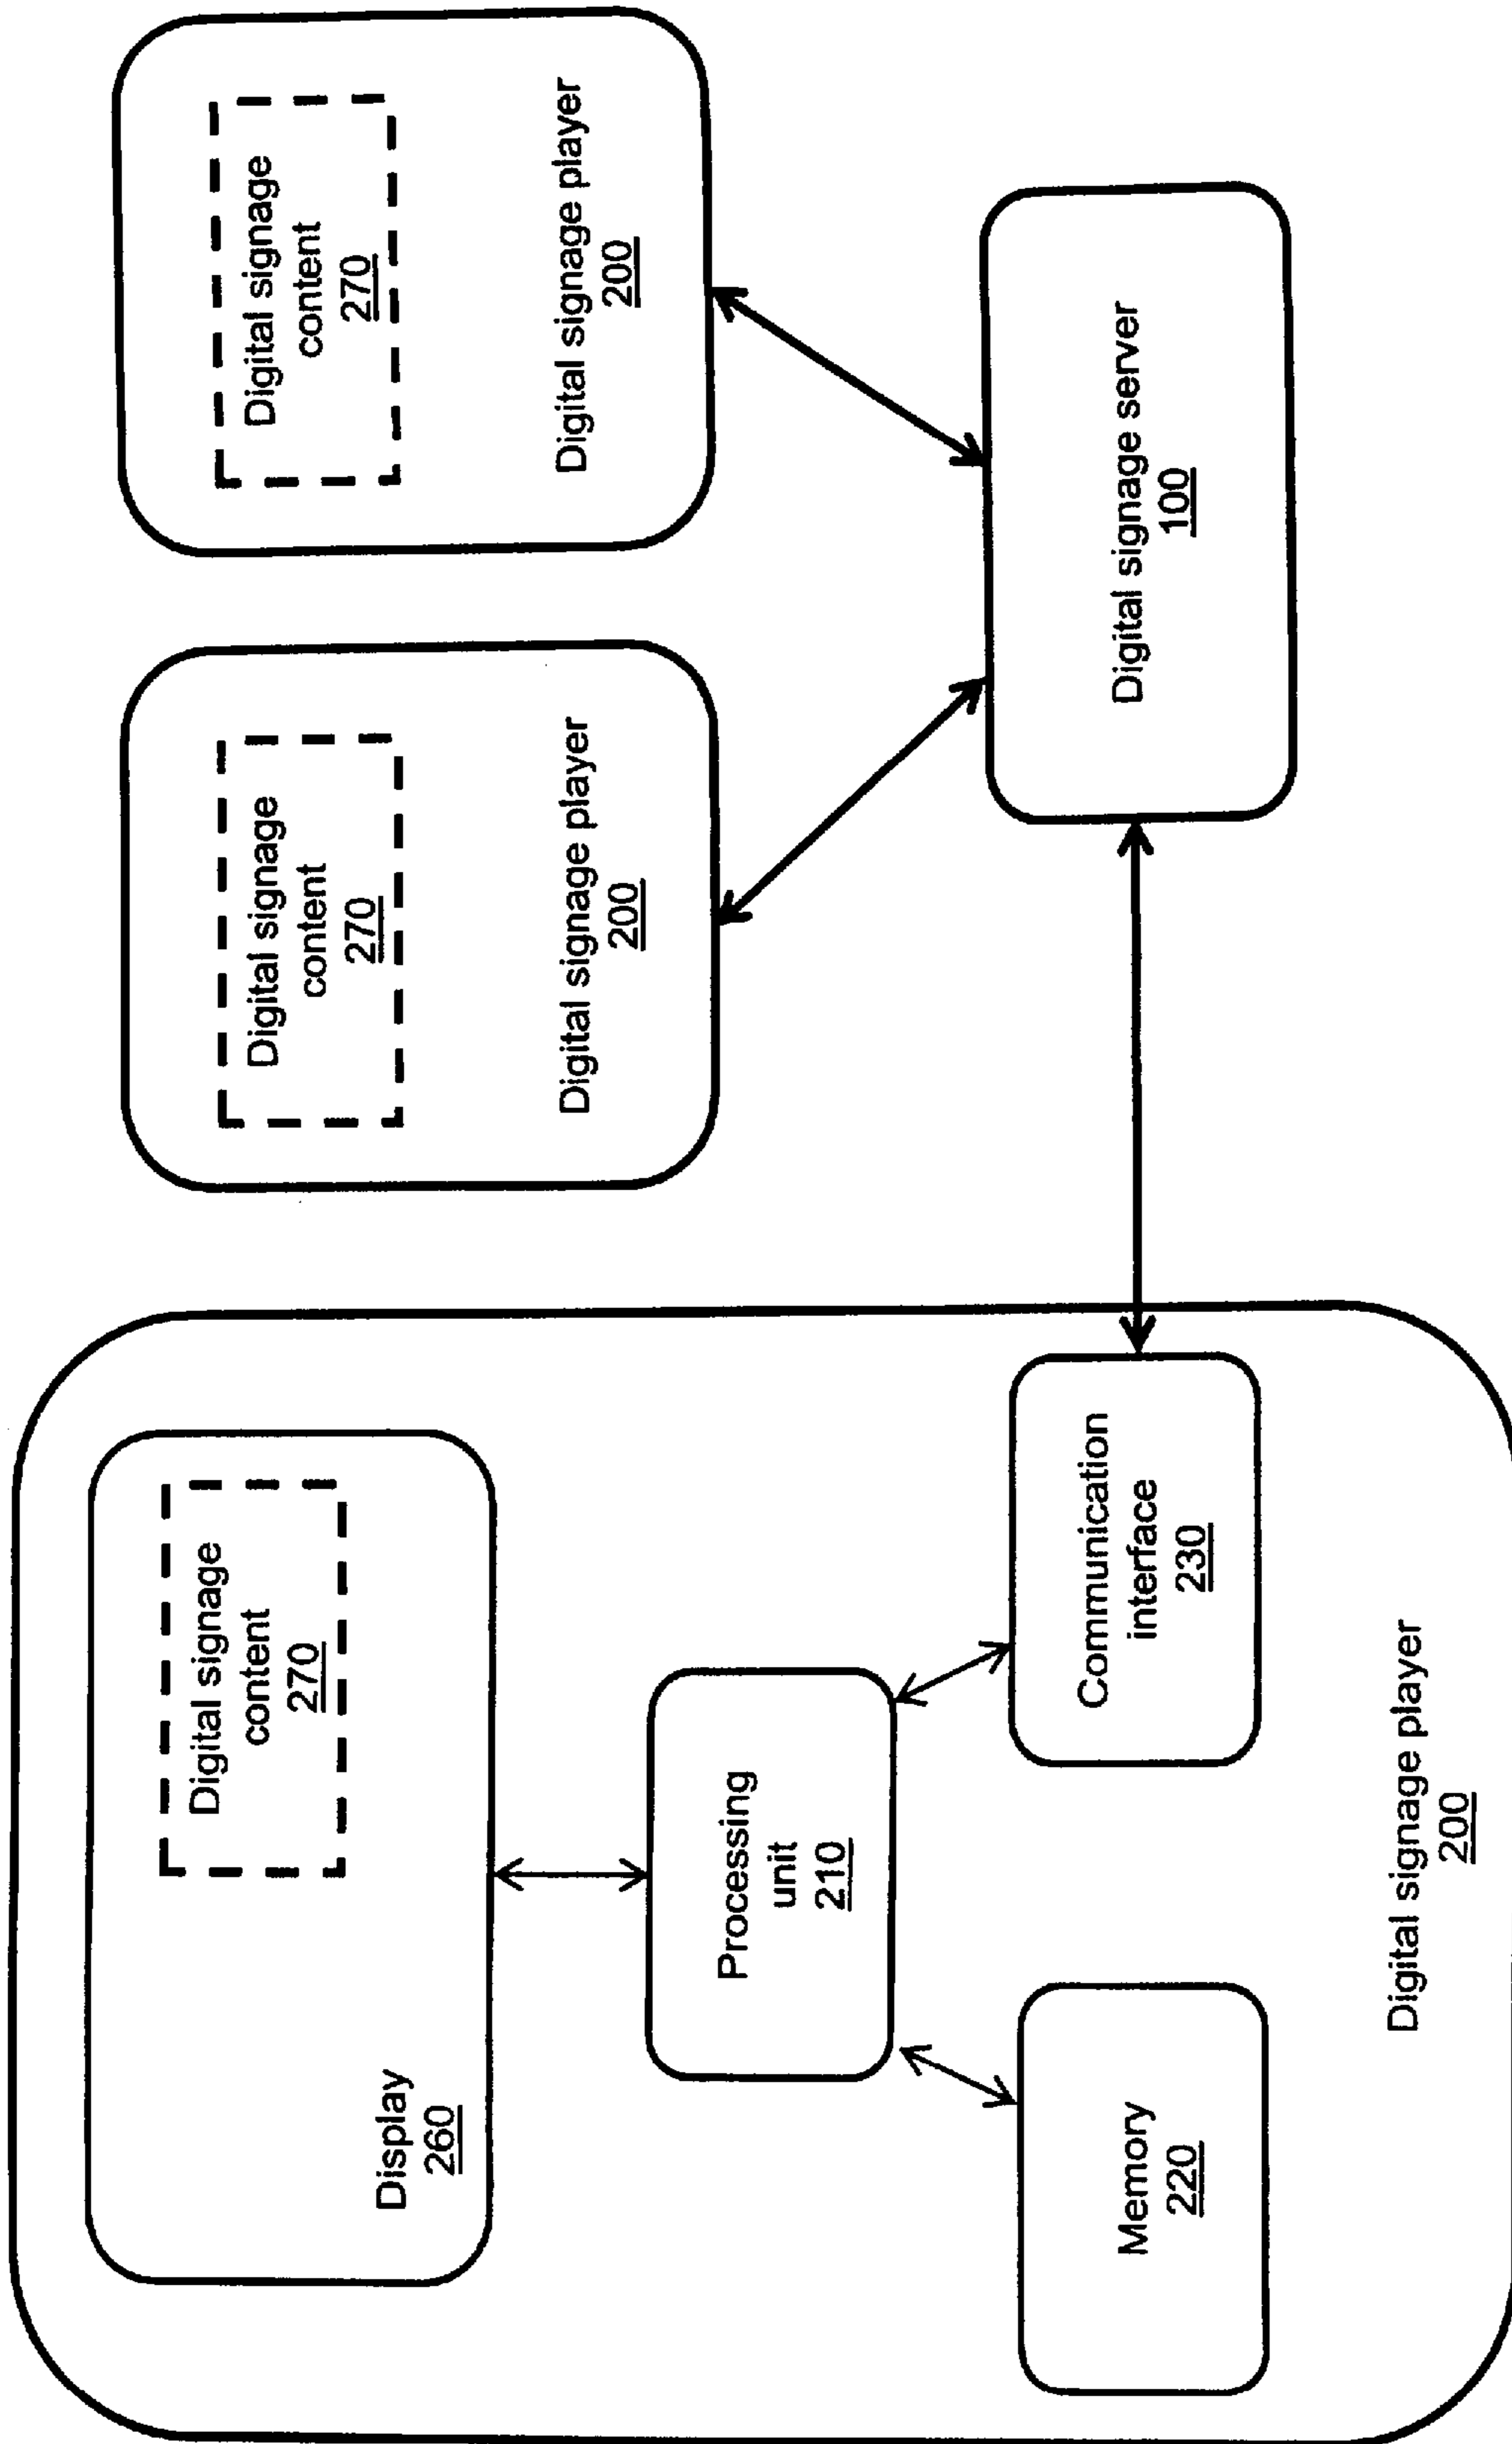 Digital signage
content
270
Display
260
Processing
unit
210
Memory
220
Communication
interface
230
Digital signage player
200
Digital signage
content
270
Digital signage player
200
Digital signage
content
270
Digital signage player
200
Digital signage server
100